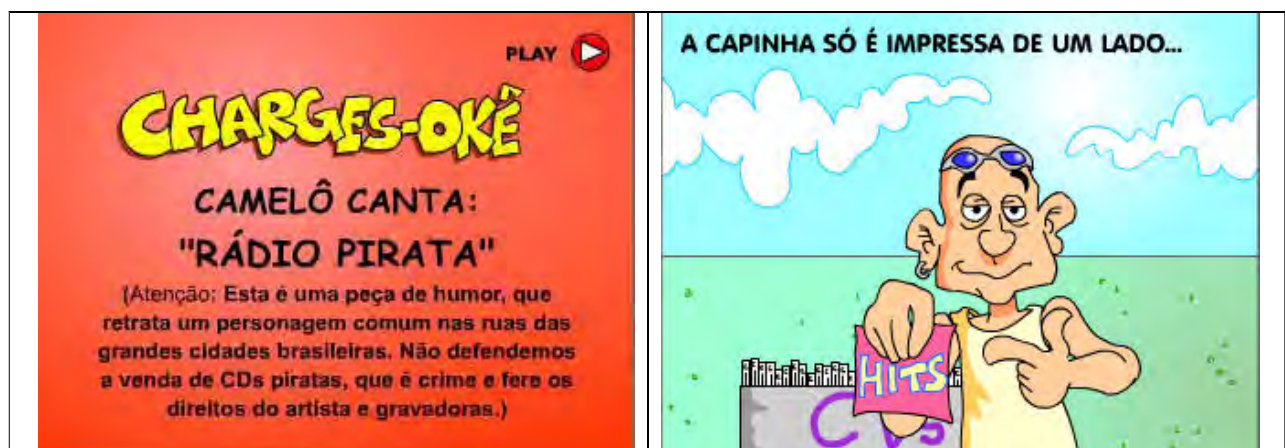 PLAY
CHARGES-OKÊ
CAMELÔ CANTA:
"RÁDIO PIRATA"
(Atenção: Esta é uma peça de humor, que
retrata um personagem comum nas ruas das
grandes cidades brasileiras. Não defendemos
a venda de CDs piratas, que é crime e fere os
direitos do artista e gravadoras.)
A CAPINHA SÓ É IMPRESSA DE UM LADO...
HITS
CDs